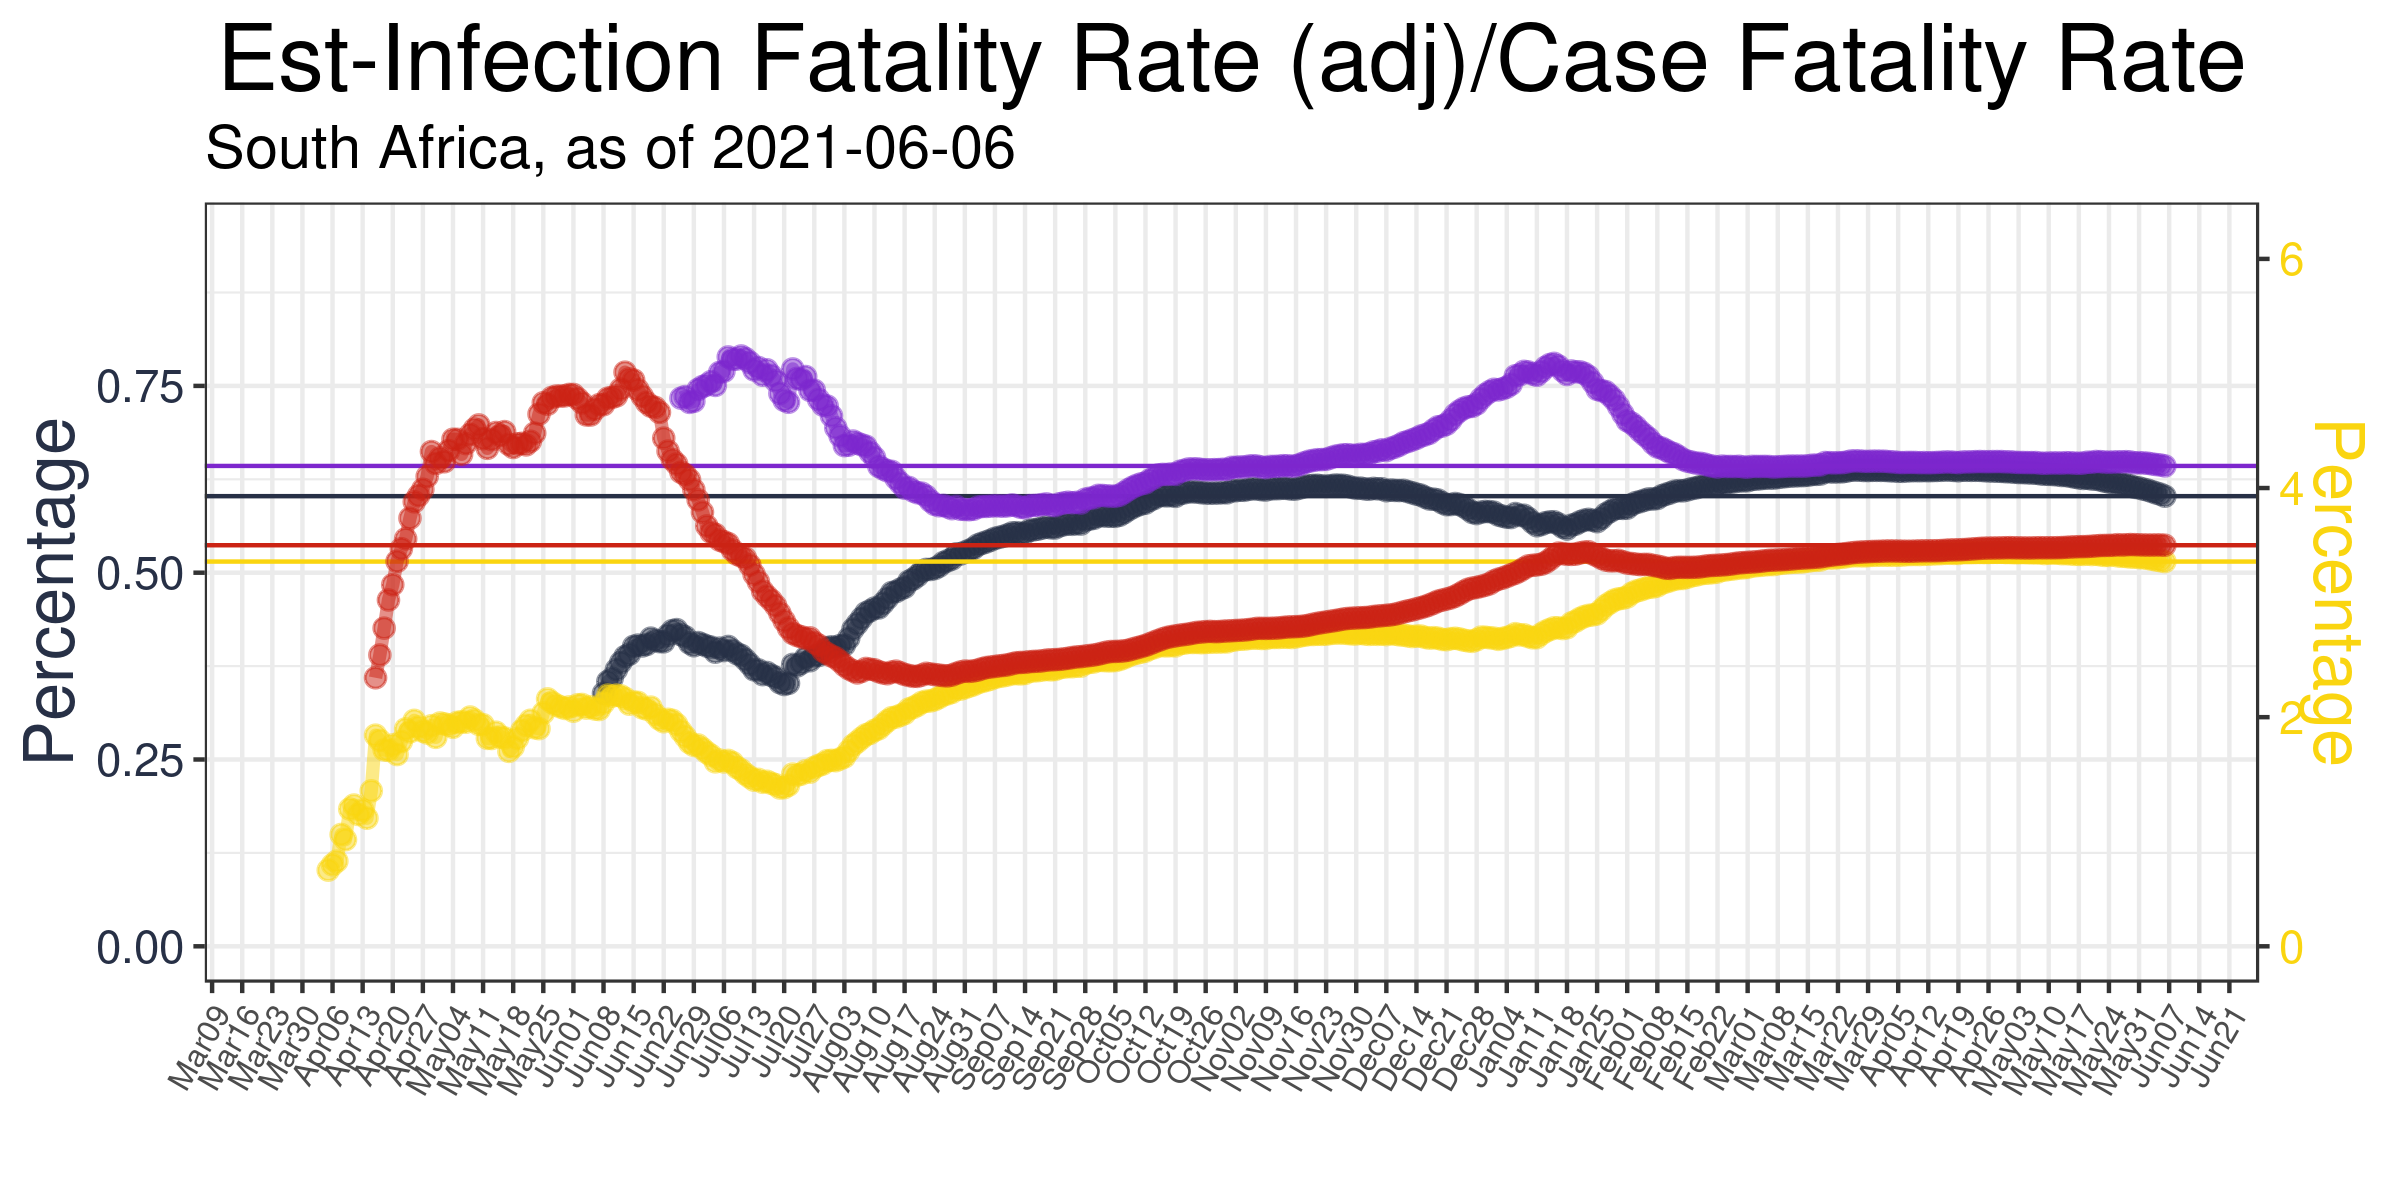 Est-Infection Fatality Rate (adj)/Case Fatality Rate
South Africa, as of 2021-06-06
Percentage
0.75
0.50
0.25
0.00
6
4
2
0
Percentage
Mar09
Mar16
Mar23
Mar30
Apr06
Apr13
Apr20
Apr27
May04
May11
May18
May25
Jun01
Jun08
Jun15
Jun22
Jun29
Jul06
Jul13
Jul20
Jul27
Aug03
Aug10
Aug17
Aug24
Aug31
Sep07
Sep14
Sep21
Sep28
Oct05
Oct12
Oct19
Oct26
Nov02
Nov09
Nov16
Nov23
Nov30
Dec07
Dec14
Dec21
Dec28
Jan04
Jan11
Jan18
Jan25
Feb01
Feb08
Feb15
Feb22
Mar01
Mar08
Mar15
Mar22
Mar29
Apr05
Apr12
Apr19
Apr26
May03
May10
May17
May24
May31
Jun07
Jun14
Jun21